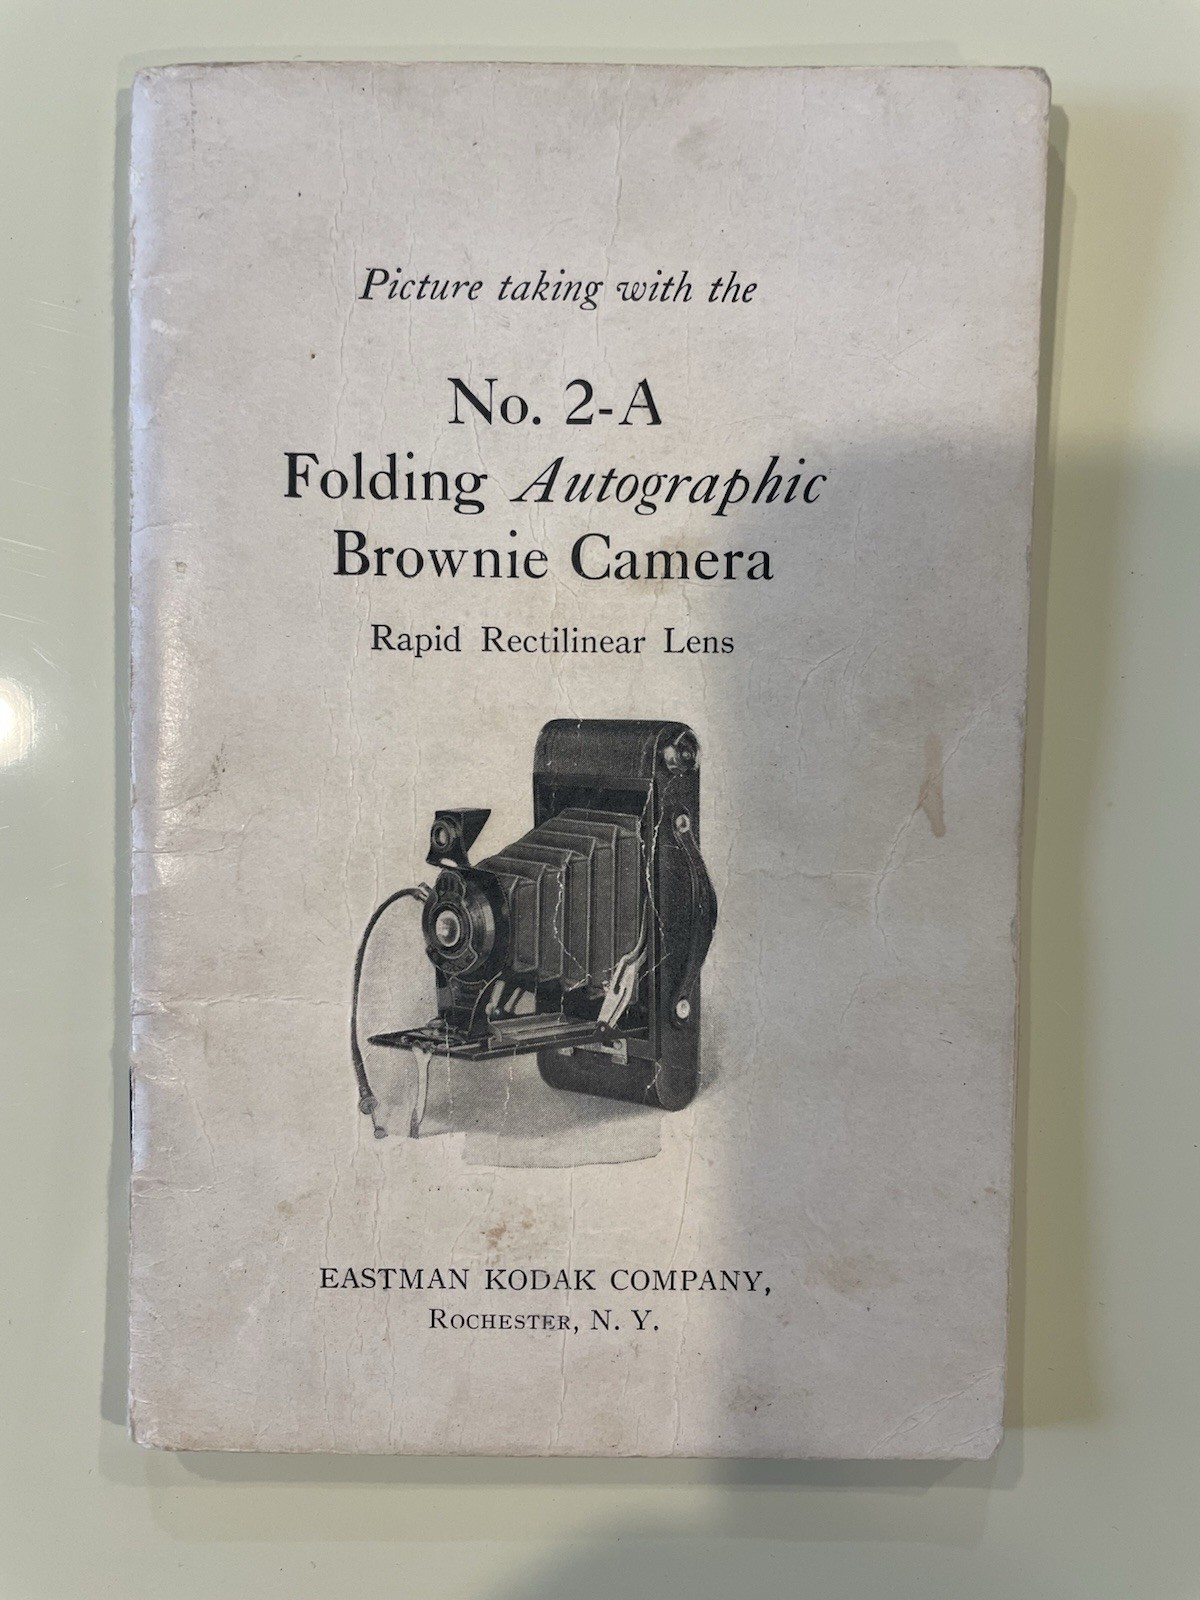 Picture taking with the
No. 2-A
Folding Autographic
Brownie Camera
Rapid Rectilinear Lens
EASTMAN KODAK COMPANY,
ROCHESTER, N. Y.